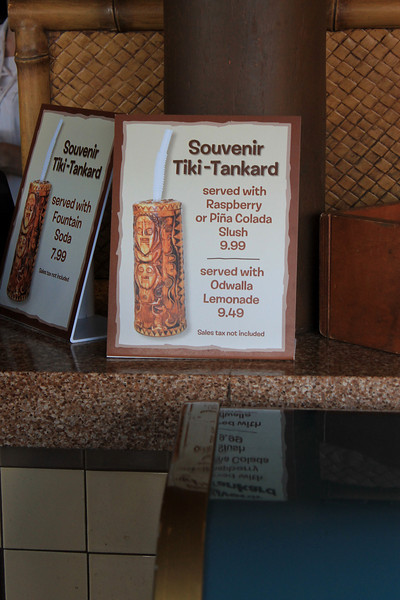 Souvenir
Tiki-Tankard
served with
Fountain
Soda
7.99
Sales tax not included
Souvenir
Tiki-Tankard
served with
Raspberry
or Piña Colada
Slush
9.99
served with
Odwalla
Lemonade
9.49
Sales tax not included